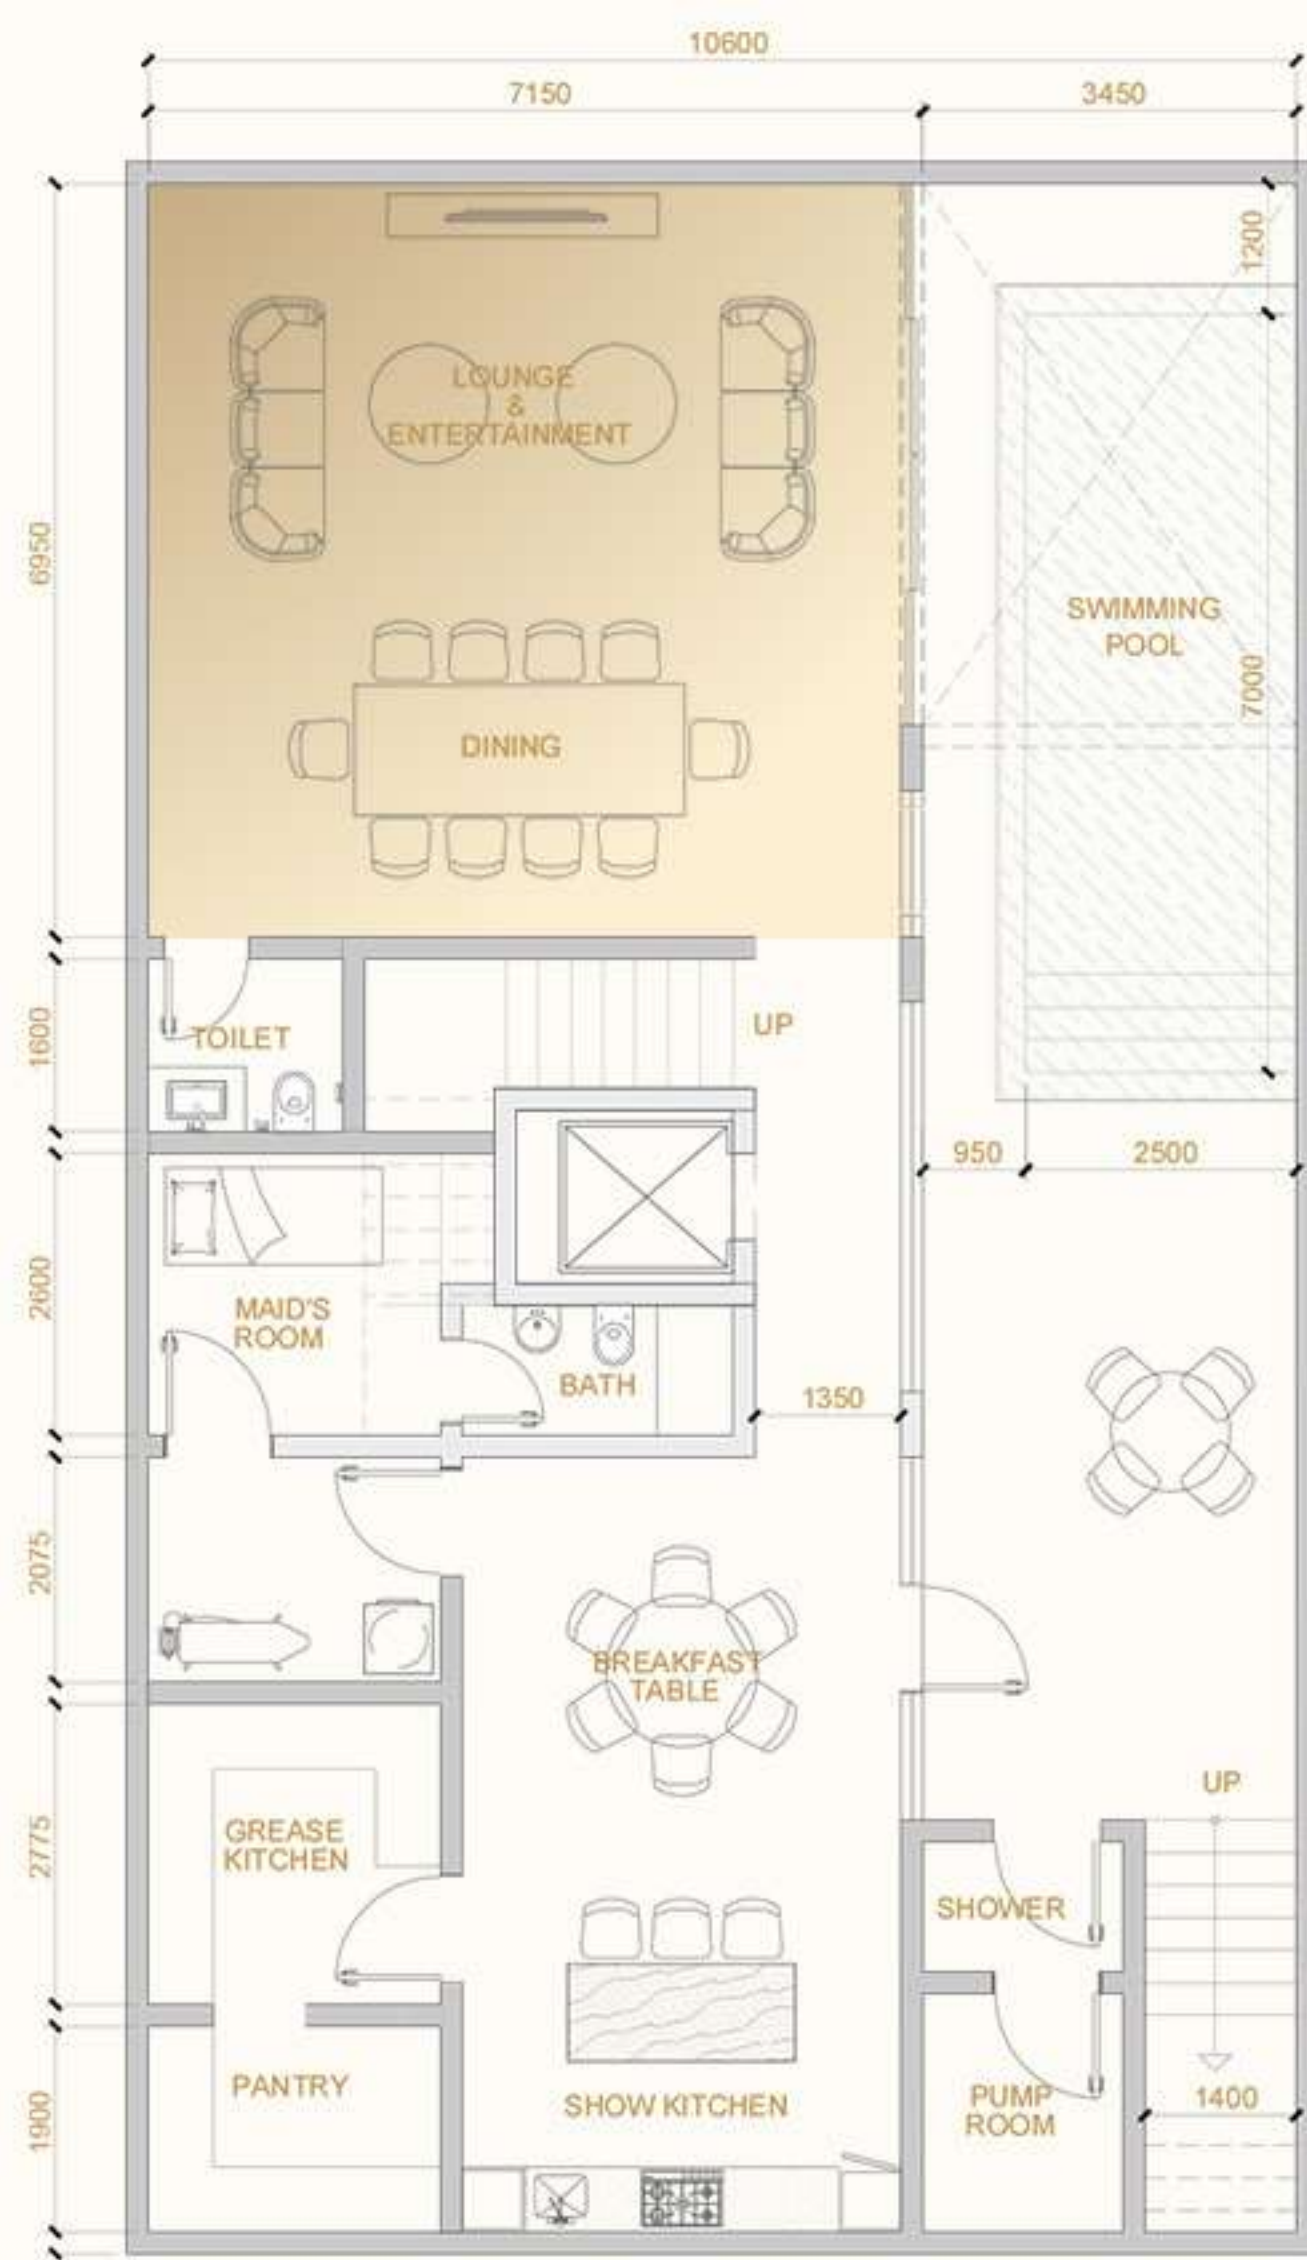 10600
7150
3450
1200
LOUNGE
&
ENTERTAINMENT
6950
SWIMMING
POOL
7000
DINING
1600
TOILET
UP
950
2500
2600
MAID'S
ROOM
BATH
1350
2075
BREAKFAST
TABLE
UP
2775
GREASE
KITCHEN
SHOWER
PANTRY
SHOW KITCHEN
PUMP
ROOM
1400
1900